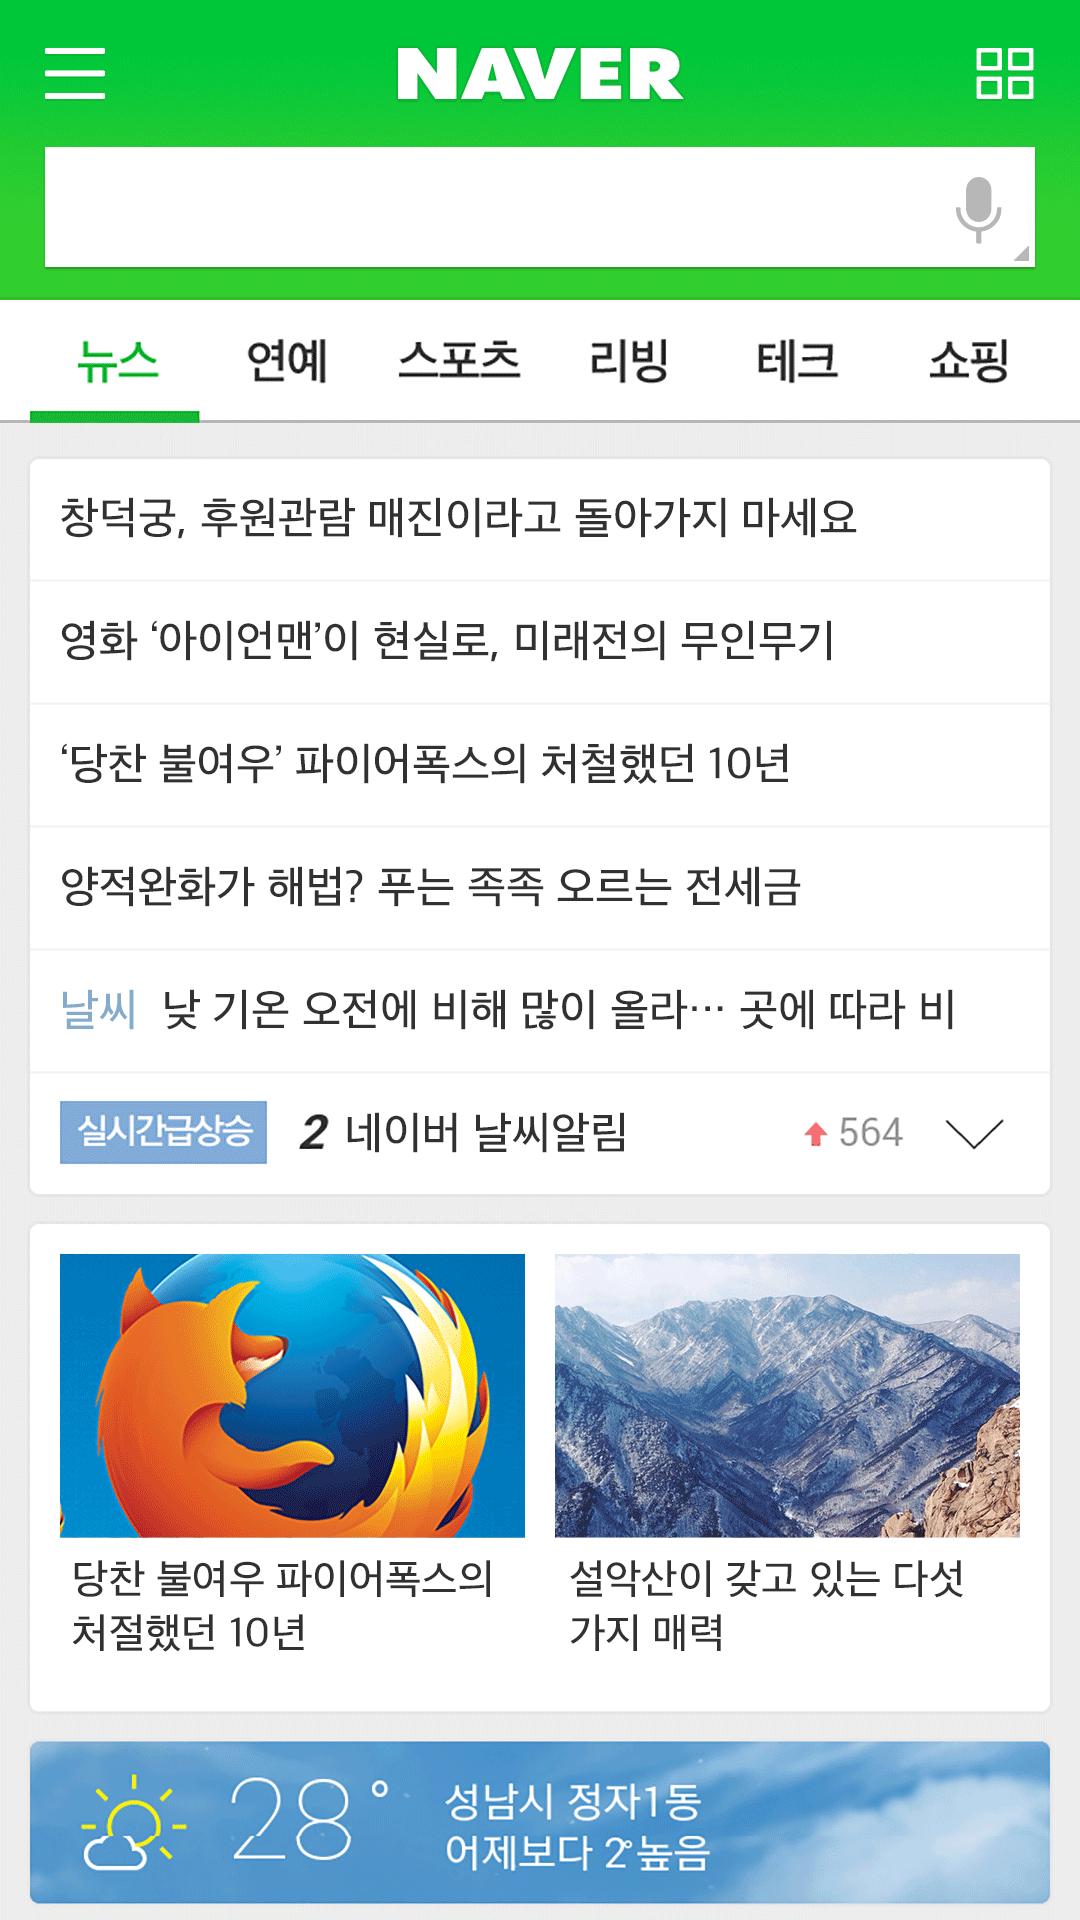 NAVER
뉴스 연예 스포츠 리빙 테크 쇼핑
창덕궁, 후원관람 매진이라고 돌아가지 마세요
영화 ‘아이언맨’이 현실로, 미래전의 무인무기
‘당찬 불여우’ 파이어폭스의 처철했던 10년
양적완화가 해법? 푸는 족족 오르는 전세금
날씨 낮 기온 오전에 비해 많이 올라… 곳에 따라 비
실시간급상승 2 네이버 날씨알림 564
당찬 불여우 파이어폭스의
처절했던 10년
설악산이 갖고 있는 다섯
가지 매력
28°
성남시 정자1동
어제보다 2°높음